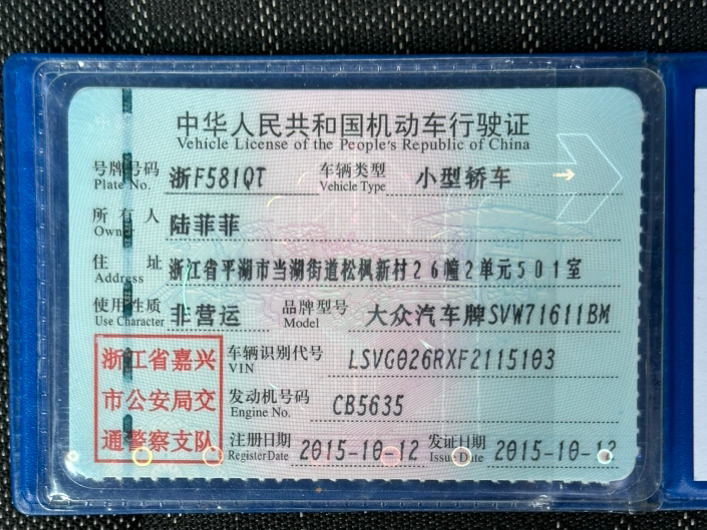 中华人民共和国机动车行驶证
Vehicle License of the People's Republic of China
号牌号码 浙F581QT 车辆类型 小型轿车
Plate No. Vehicle Type
所有人 陆菲菲
Owner
住址 浙江省平湖市当湖街道松枫新村26幢2单元501室
Address
使用性质 非营运 品牌型号 大众汽车牌SVW71611BM
Use Character Model
浙江省嘉兴
市公安局交
通警察支队
车辆识别代号 LSVG026RXF2115103
VIN
发动机号码 CB5635
Engine No.
注册日期 2015-10-12 发证日期 2015-10-12
Register Date Issue Date